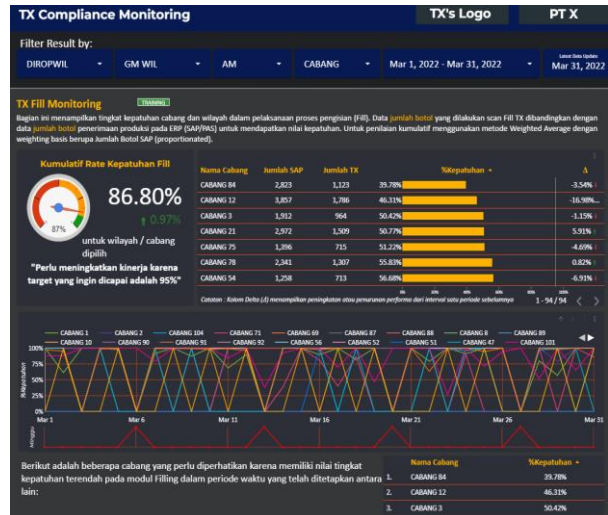 TX Compliance Monitoring
TX's Logo
PT X
Filter Result by:
DIROPWIL
GM WIL
AM
CABANG
Mar 1, 2022 - Mar 31, 2022
Latest Data Update
Mar 31, 2022
TX Fill Monitoring
TRAINING
Bagian ini menampilkan tingkat kepatuhan cabang dan wilayah dalam pelaksanaan proses pengisian (Fill). Data jumlah botol yang dilakukan scan Fill TX dibandingkan dengan
data jumlah botol penerimaan produksi pada ERP (SAP/PAS) untuk mendapatkan nilai kepatuhan. Untuk penilaian kumulatif menggunakan metode Weighted Average dengan
weighting basis berupa Jumlah Botol SAP (proportionated).
Kumulatif Rate Kepatuhan Fill
87%
86.80%
0.97%
untuk wilayah / cabang
dipilih
"Perlu meningkatkan kinerja karena
target yang ingin dicapai adalah 95%"
Nama Cabang Jumlah SAP Jumlah TX %Kepatuhan Δ
CABANG 84 2,823 1,123 39.78% -3.54%
CABANG 12 3,857 1,786 46.31% -16.98%...
CABANG 3 1,912 964 50.42% -1.15%
CABANG 21 2,972 1,509 50.77% 5.91%
CABANG 75 1,396 715 51.22% -4.69%
CABANG 78 2,341 1,307 55.83% 0.82%
CABANG 54 1,258 713 56.68% -6.91%
Catatan : Kolom Delta (Δ) menampilkan peningkatan atau penurunan performa dari interval satu periode sebelumnya
1 - 94 / 94
CABANG 1 CABANG 2 CABANG 104 CABANG 71 CABANG 69 CABANG 87 CABANG 88 CABANG 8 CABANG 89
CABANG 10 CABANG 90 CABANG 91 CABANG 92 CABANG 56 CABANG 52 CABANG 51 CABANG 47 CABANG 101
%Kepatuhan
100%
75%
50%
25%
0%
Mar 1 Mar 6 Mar 11 Mar 16 Mar 21 Mar 26 Mar 31
Minggu
Berikut adalah beberapa cabang yang perlu diperhatikan karena memiliki nilai tingkat
kepatuhan terendah pada modul Filling dalam periode waktu yang telah ditetapkan antara
lain:
Nama Cabang %Kepatuhan
1. CABANG 84 39.78%
2. CABANG 12 46.31%
3. CABANG 3 50.42%